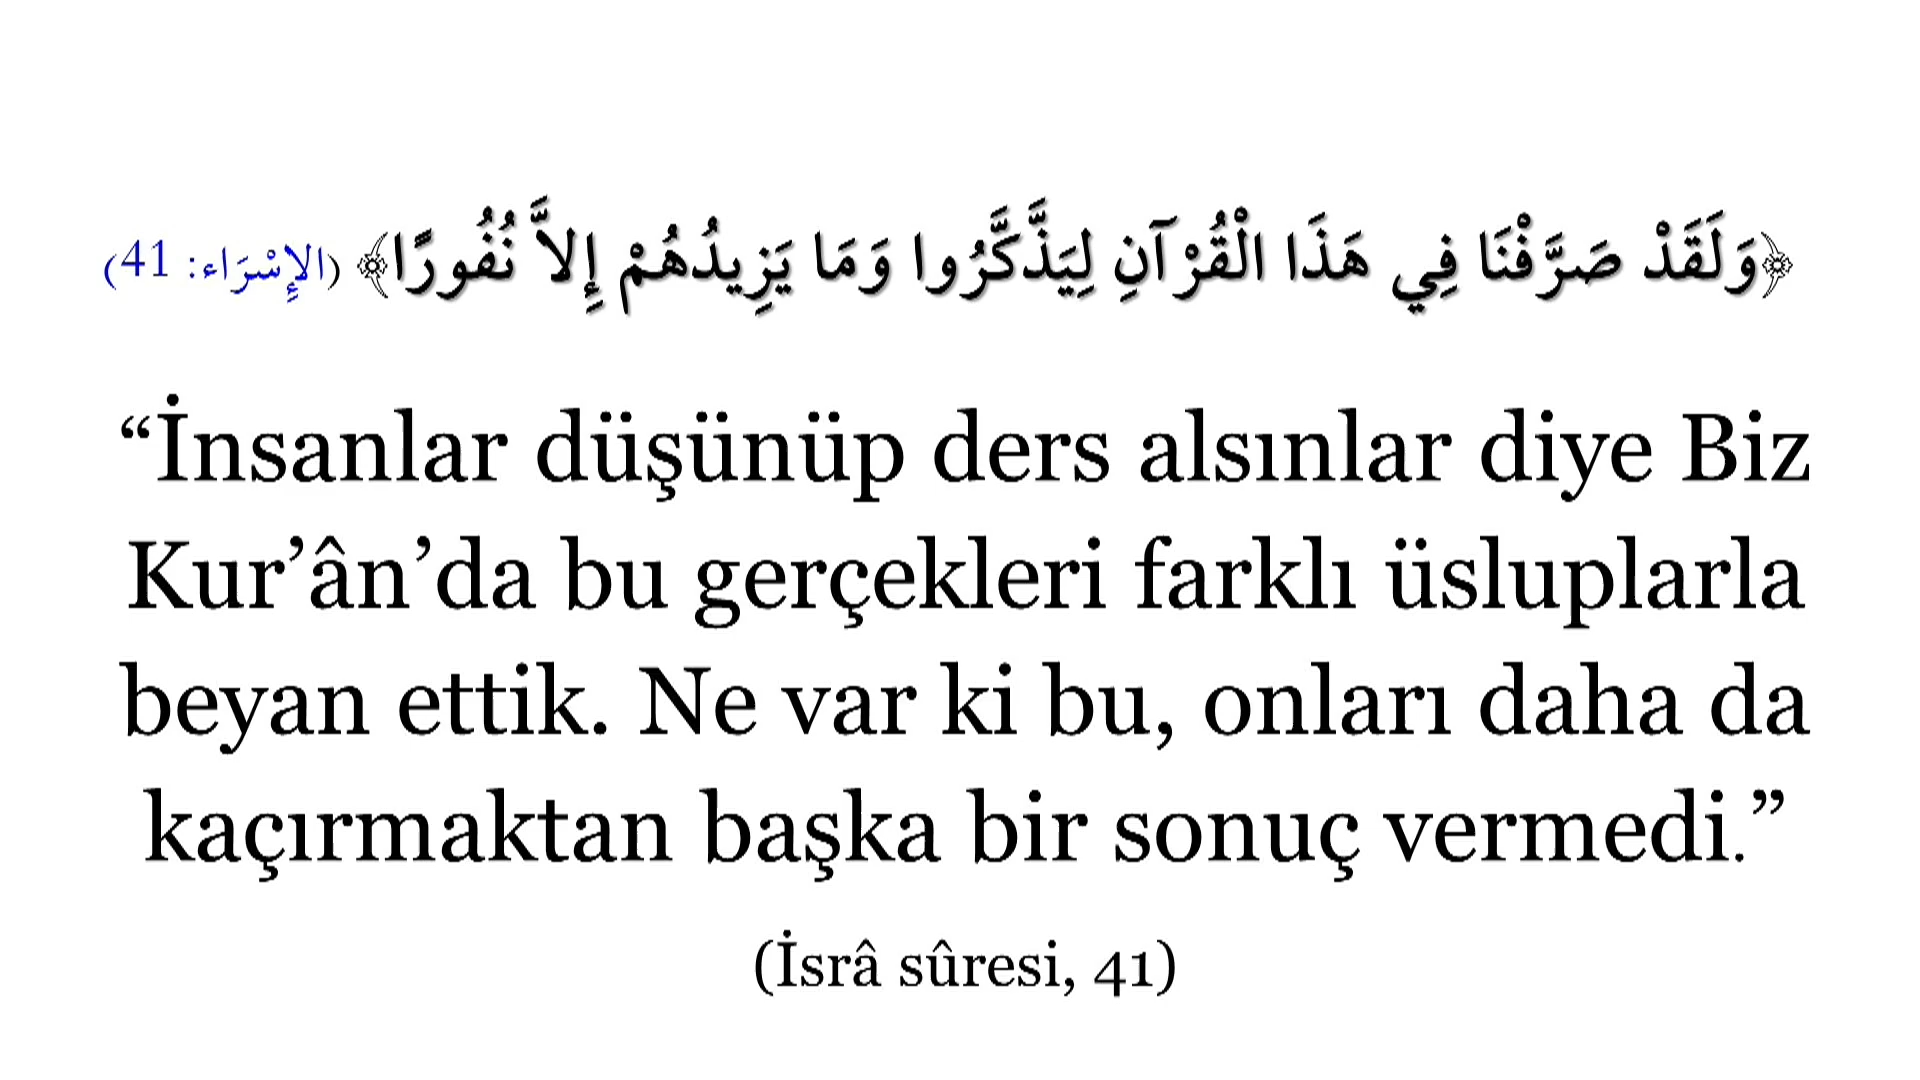 ﴿وَلَقَدْ صَرَّفْنَا فِي هَذَا الْقُرْآنِ لِيَذَّكَّرُوا وَمَا يَزِيدُهُمْ إِلاَّ نُفُورًا﴾ (الإِسْرَاء: 41)
“İnsanlar düşünüp ders alsınlar diye Biz
Kur’ân’da bu gerçekleri farklı üsluplarla
beyan ettik. Ne var ki bu, onları daha da
kaçırmaktan başka bir sonuç vermedi.”
(İsrâ sûresi, 41)